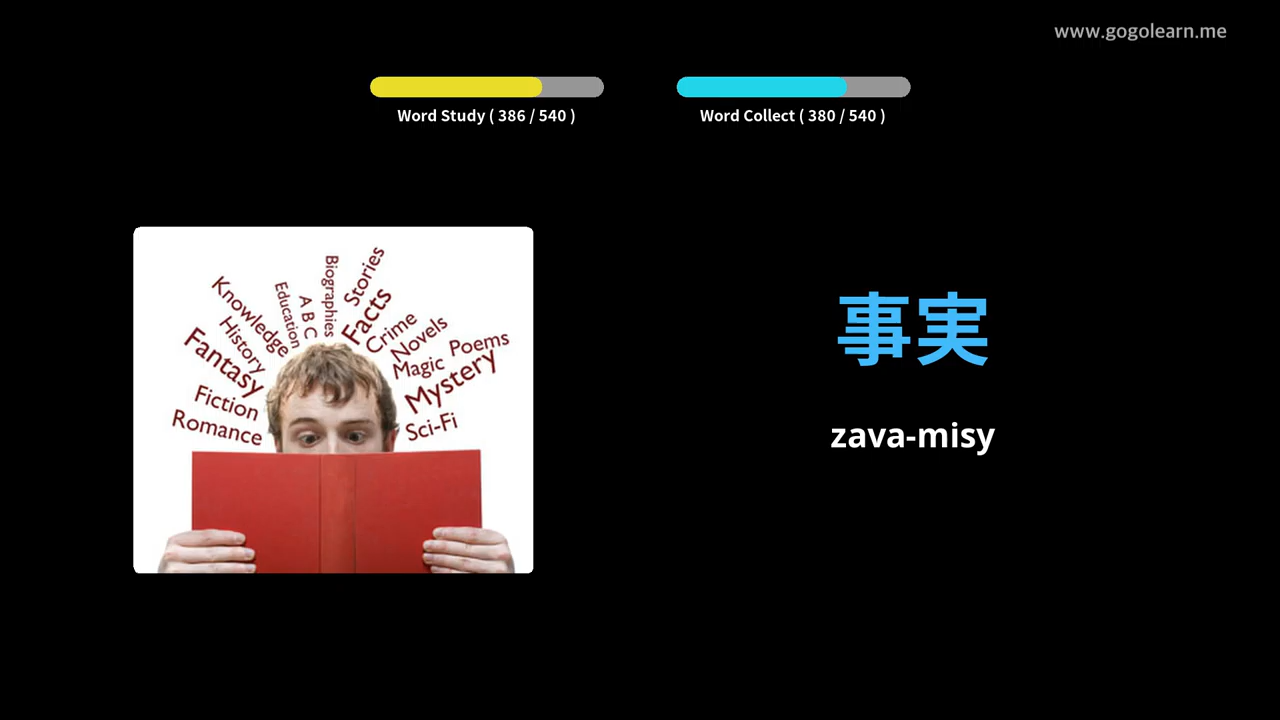 www.gogolearn.me
Word Study ( 386 / 540 )
Word Collect ( 380 / 540 )
Knowledge
History
Education
A B C
Biographies
Stories
Facts
Crime
Novels
Magic
Poems
Mystery
Sci-Fi
Fantasy
Fiction
Romance
事実
zava-misy